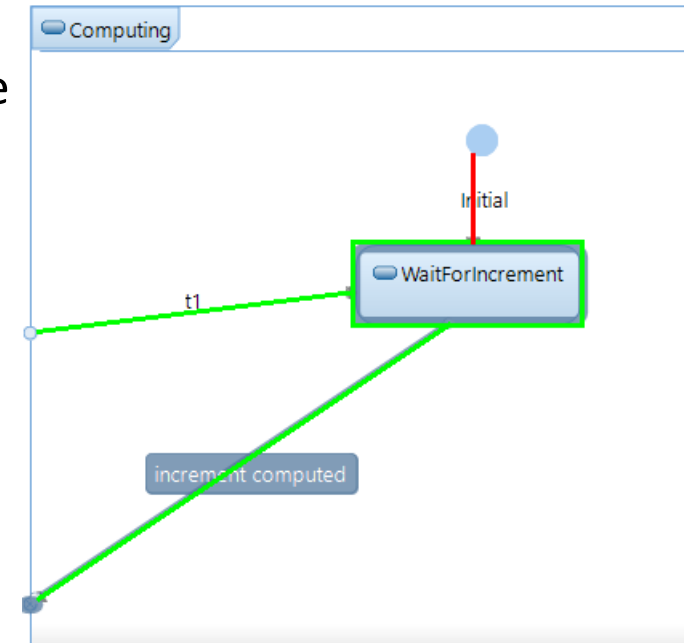 Computing
e
Initial
WaitForIncrement
t1
increment computed